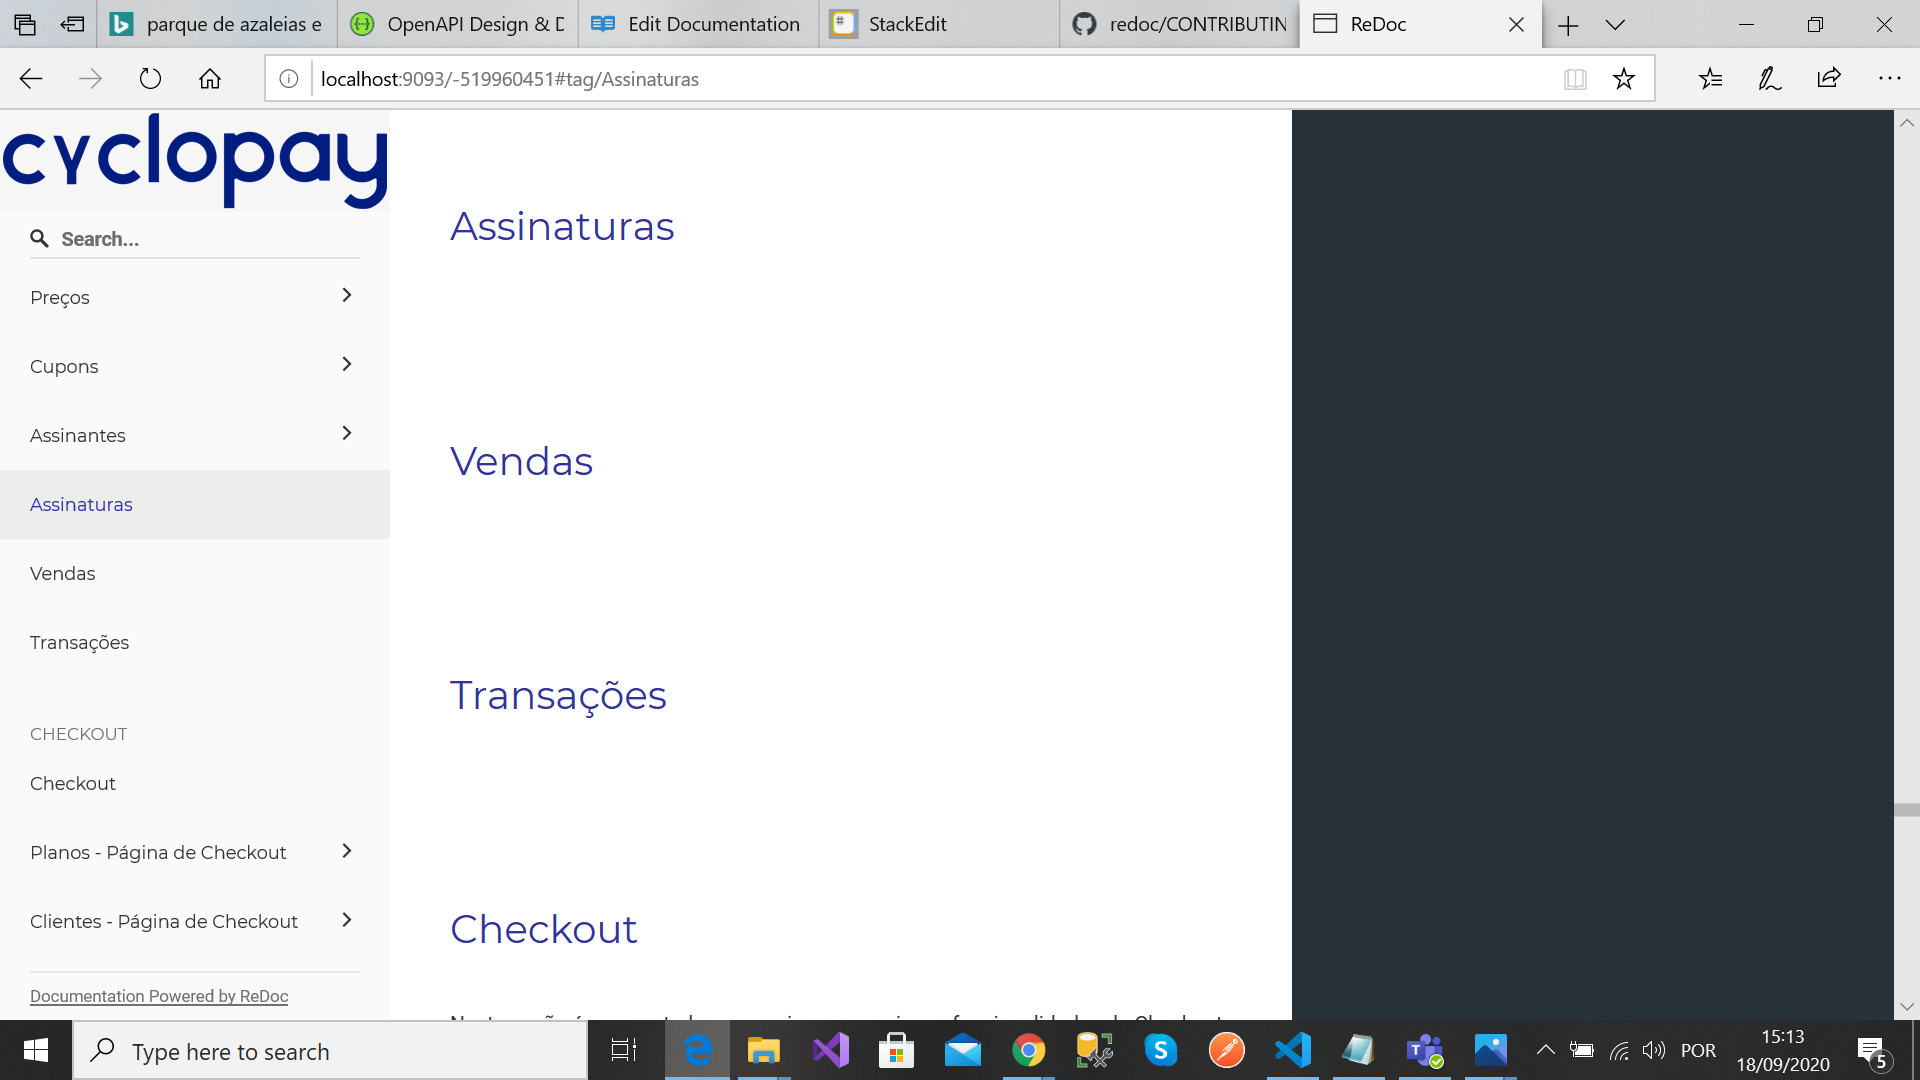 parque de azaleias e
OpenAPI Design & D
Edit Documentation
StackEdit
redoc/CONTRIBUTIN
ReDoc
localhost:9093/-519960451#tag/Assinaturas
cyclopay
Search...
Preços
Cupons
Assinantes
Assinaturas
Vendas
Transações
CHECKOUT
Checkout
Planos - Página de Checkout
Clientes - Página de Checkout
Documentation Powered by ReDoc
Assinaturas
Vendas
Transações
Checkout
Type here to search
POR
15:13
18/09/2020
5